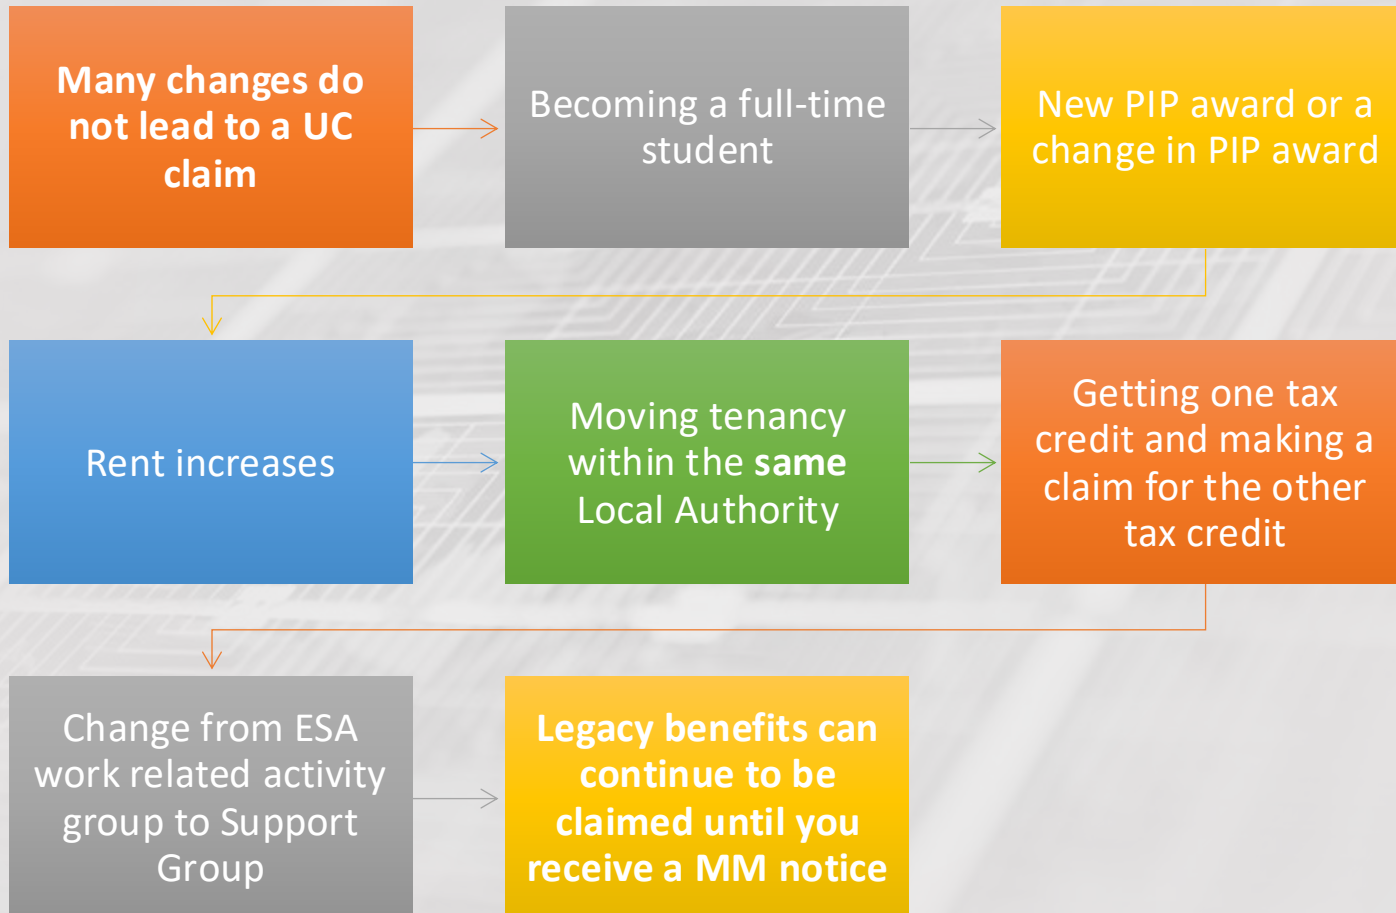 Many changes do
not lead to a UC
claim
Becoming a full-time
student
New PIP award or a
change in PIP award
Rent increases
Moving tenancy
within the same
Local Authority
Getting one tax
credit and making a
claim for the other
tax credit
Change from ESA
work related activity
group to Support
Group
Legacy benefits can
continue to be
claimed until you
receive a MM notice